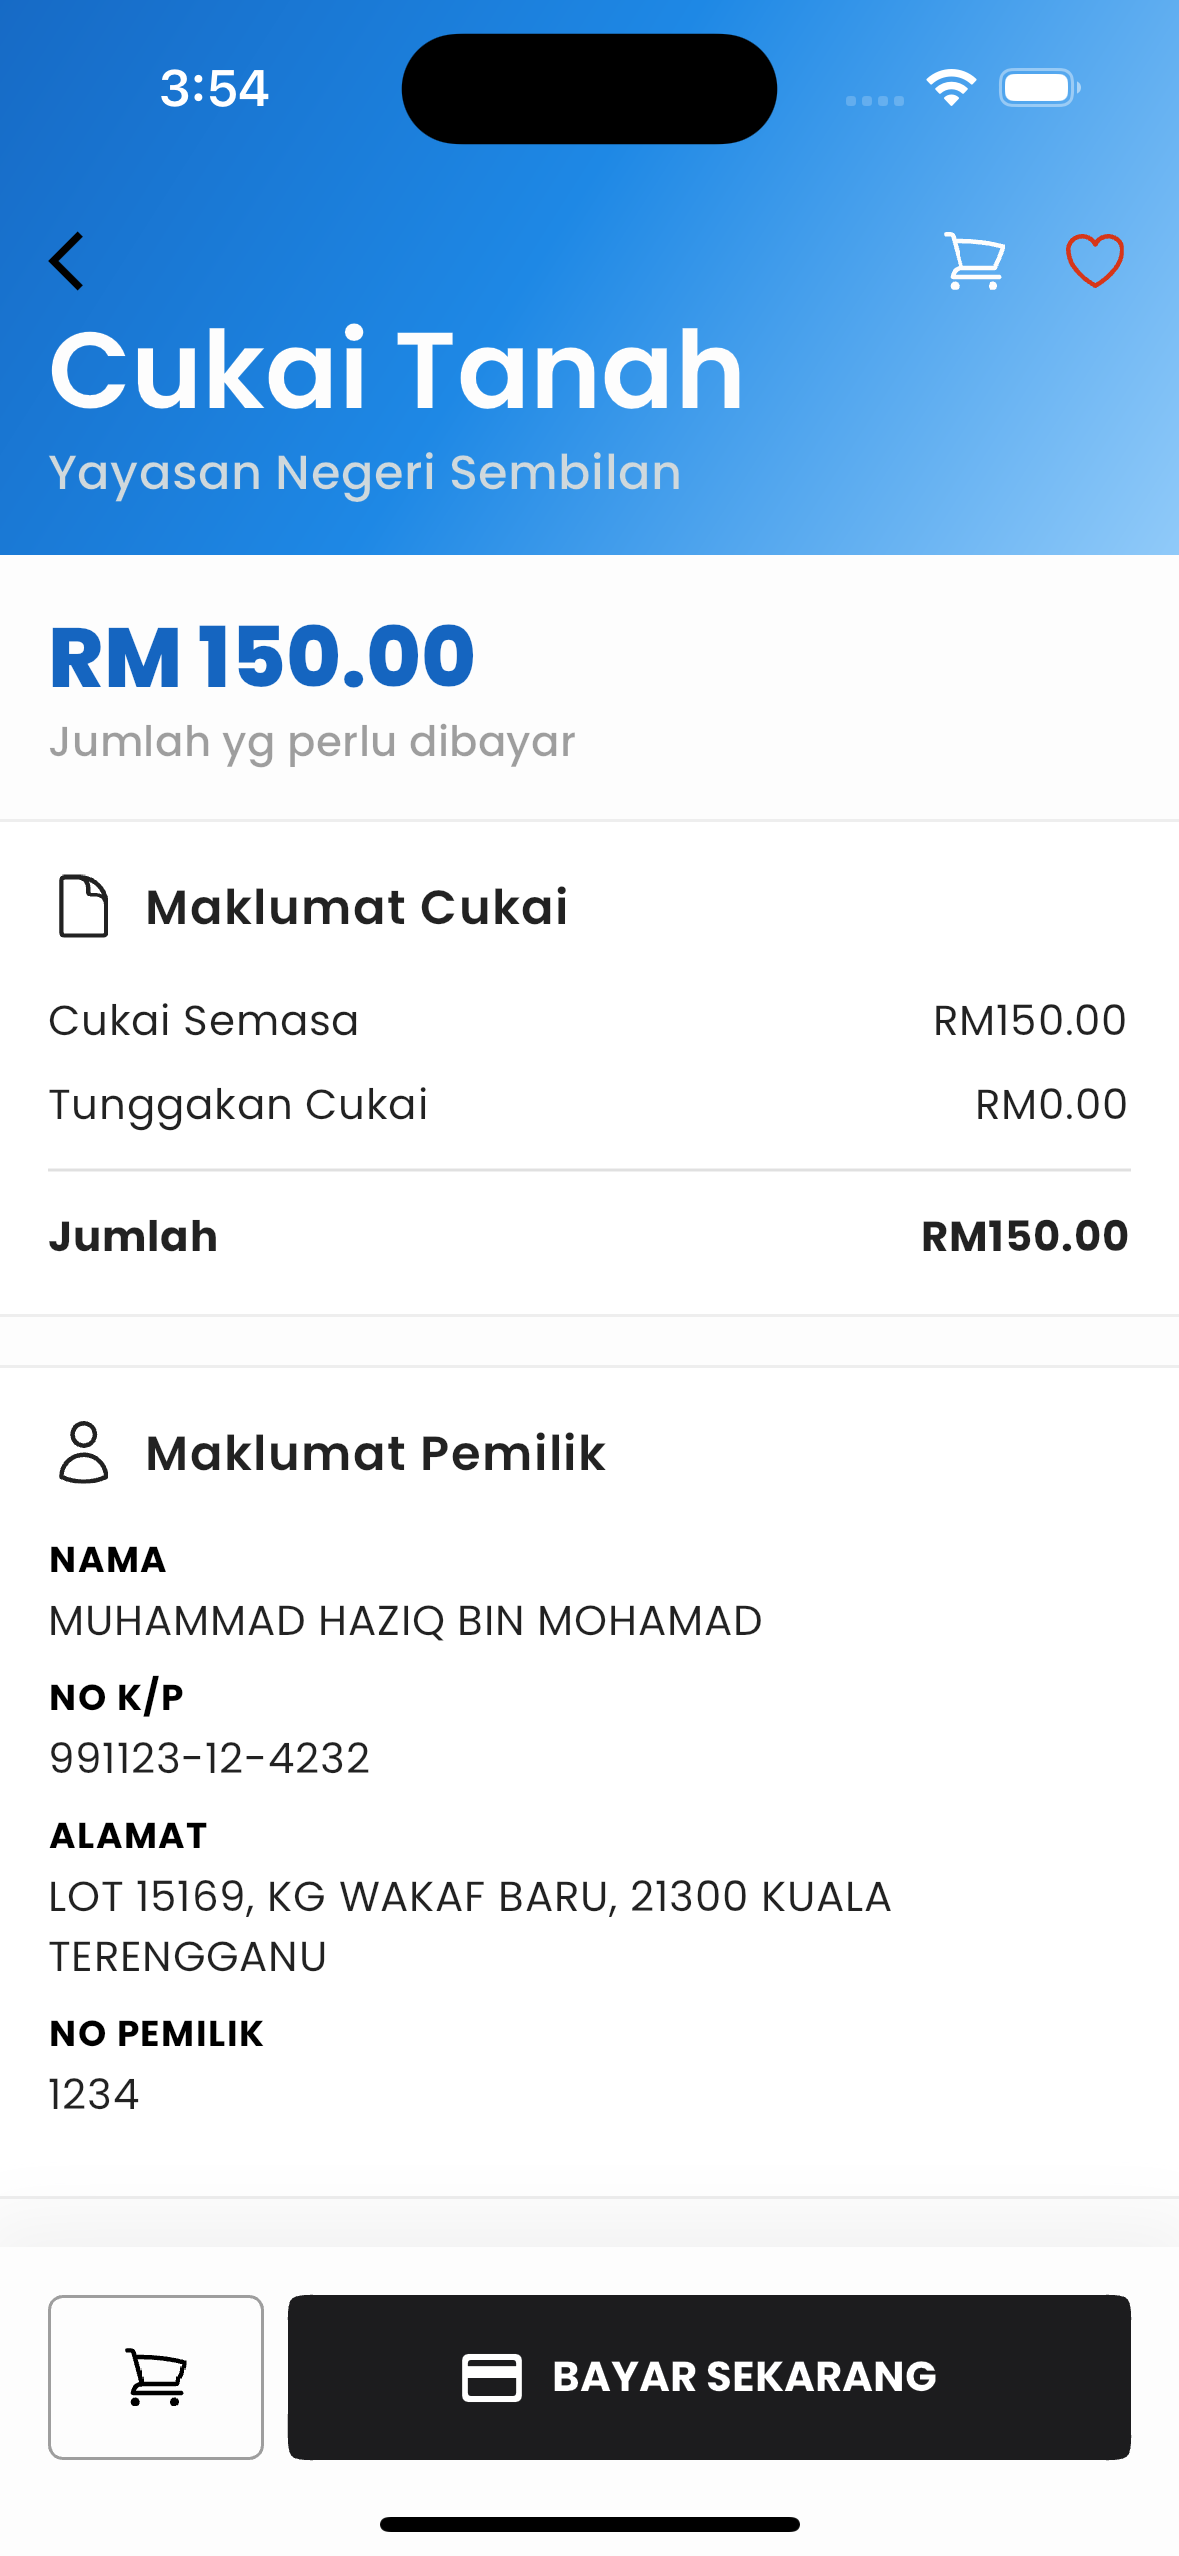 3:54
Cukai Tanah
Yayasan Negeri Sembilan
RM 150.00
Jumlah yg perlu dibayar
Maklumat Cukai
Cukai Semasa RM150.00
Tunggakan Cukai RM0.00
Jumlah RM150.00
Maklumat Pemilik
NAMA
MUHAMMAD HAZIQ BIN MOHAMAD
NO K/P
991123-12-4232
ALAMAT
LOT 15169, KG WAKAF BARU, 21300 KUALA
TERENGGANU
NO PEMILIK
1234
BAYAR SEKARANG